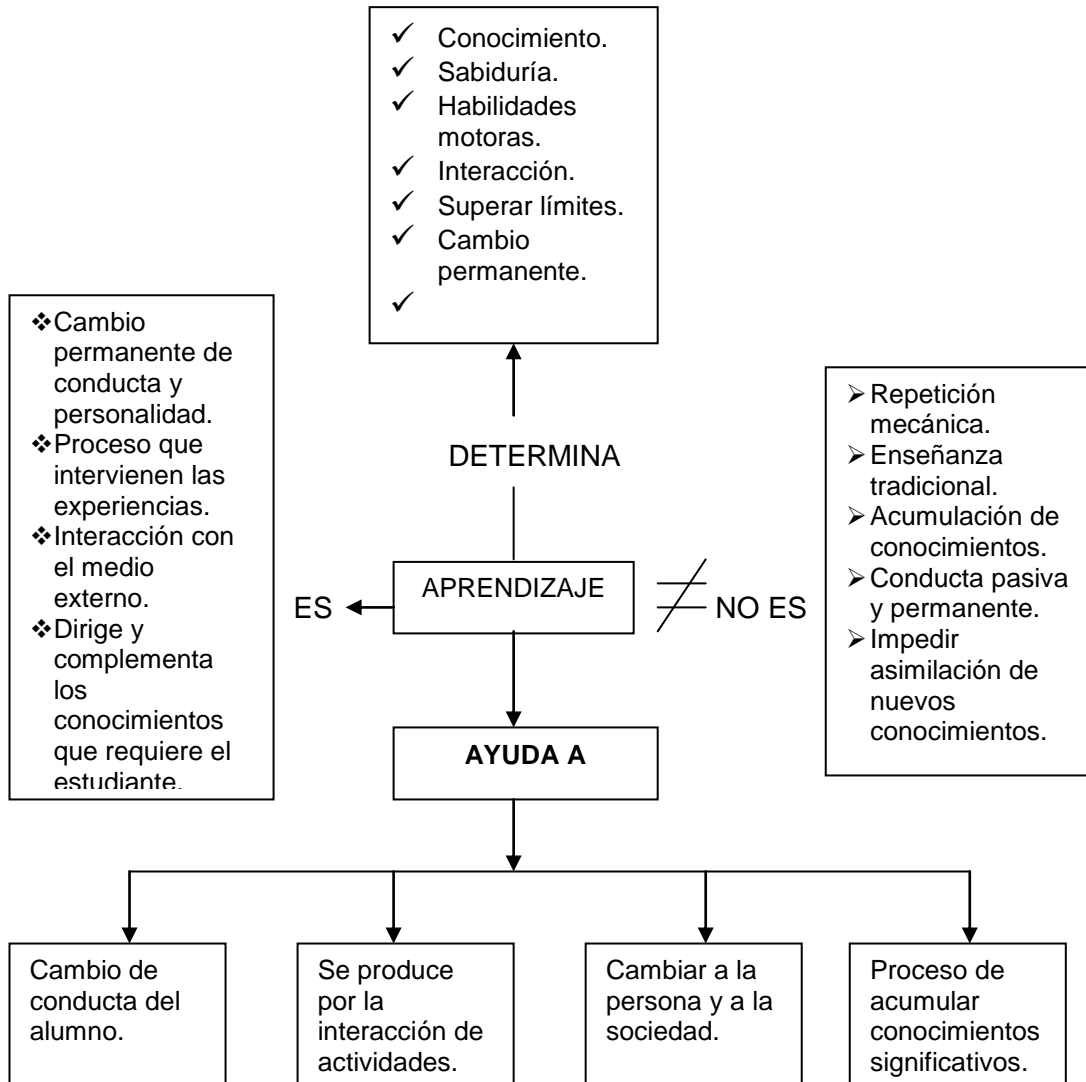 ✓ Conocimiento.
✓ Sabiduría.
✓ Habilidades
motoras.
✓ Interacción.
✓ Superar límites.
✓ Cambio
permanente.
✓
❖Cambio
permanente de
conducta y
personalidad.
❖Proceso que
intervienen las
experiencias.
❖Interacción con
el medio
externo.
❖Dirige y
complementa
los
conocimientos
que requiere el
estudiante.
DETERMINA
APRENDIZAJE
ES
NO ES
➢Repetición
mecánica.
➢Enseñanza
tradicional.
➢Acumulación de
conocimientos.
➢Conducta pasiva
y permanente.
➢Impedir
asimilación de
nuevos
conocimientos.
AYUDA A
Cambio de
conducta del
alumno.
Se produce
por la
interacción de
actividades.
Cambiar a la
persona y a la
sociedad.
Proceso de
acumular
conocimientos
significativos.